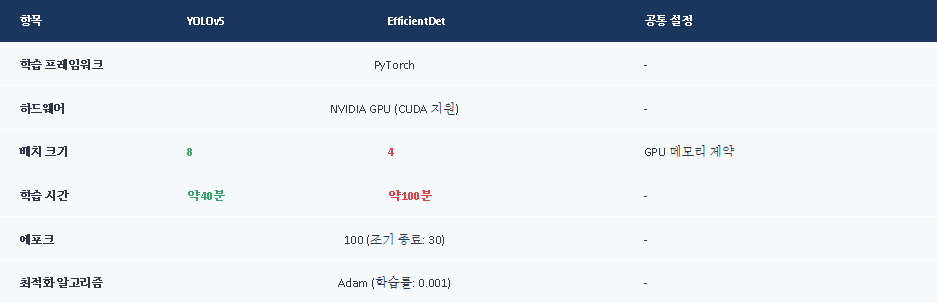 항목 YOLOv5 EfficientDet 공통 설정
학습 프레임워크 PyTorch -
하드웨어 NVIDIA GPU (CUDA 지원) -
배치 크기 8 4 GPU 메모리 제약
학습 시간 약40분 약100분 -
에포크 100 (조기 종료: 30) -
최적화 알고리즘 Adam (학습률: 0.001) -